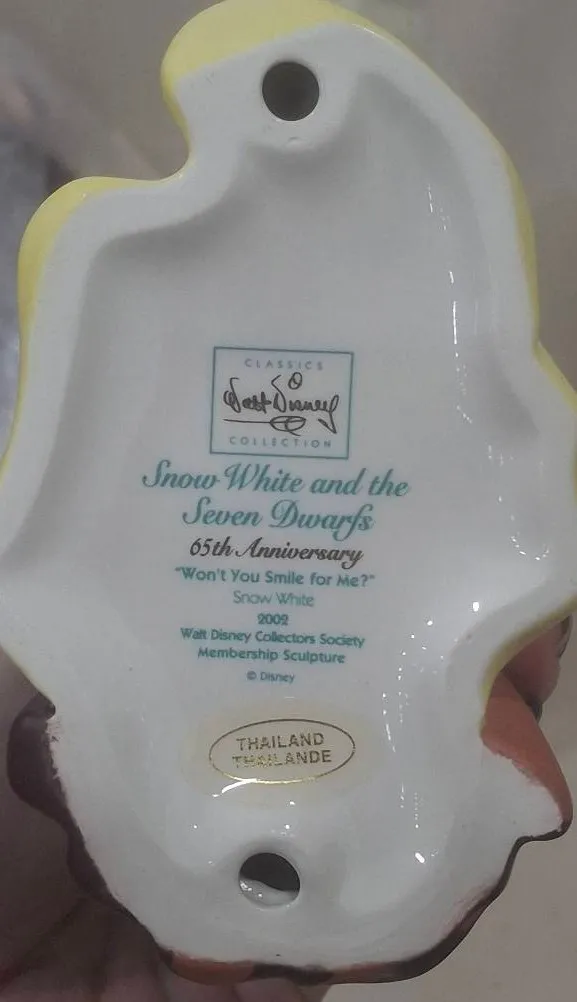 CLASSICS
Walt Disney
COLLECTION
Snow White and the
Seven Dwarfs
65th Anniversary
"Won't You Smile for Me?"
Snow White
2002
Walt Disney Collectors Society
Membership Sculpture
© Disney
THAILAND
THAILANDE